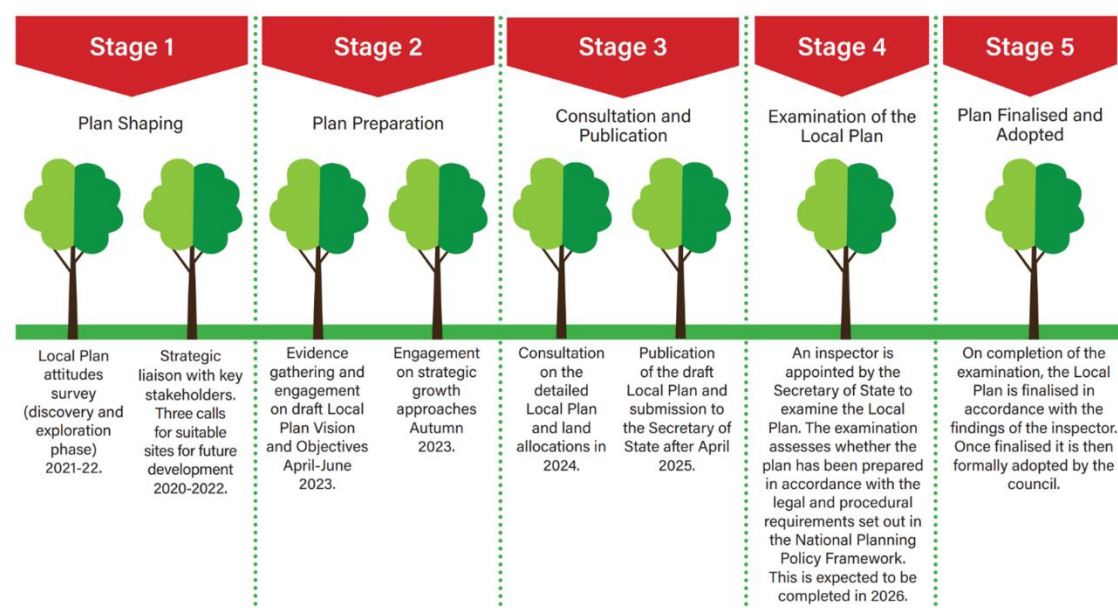 Stage 1
Plan Shaping
Local Plan
attitudes
survey
(discovery and
exploration
phase)
2021-22.
Strategic
liaison with key
stakeholders.
Three calls
for suitable
sites for future
development
2020-2022.
Stage 2
Plan Preparation
Evidence
gathering and
engagement
on draft Local
Plan Vision
and Objectives
April-June
2023.
Engagement
on strategic
growth
approaches
Autumn
2023.
Stage 3
Consultation and
Publication
Consultation
on the
detailed
Local Plan
and land
allocations in
2024.
Publication
of the draft
Local Plan and
submission to
the Secretary of
State after April
2025.
Stage 4
Examination of the
Local Plan
An inspector is
appointed by the
Secretary of State to
examine the Local
Plan. The examination
assesses whether the
plan has been prepared
in accordance with the
legal and procedural
requirements set out in
the National Planning
Policy Framework.
This is expected to be
completed in 2026.
Stage 5
Plan Finalised and
Adopted
On completion of the
examination, the Local
Plan is finalised in
accordance with the
findings of the inspector.
Once finalised it is then
formally adopted by the
council.